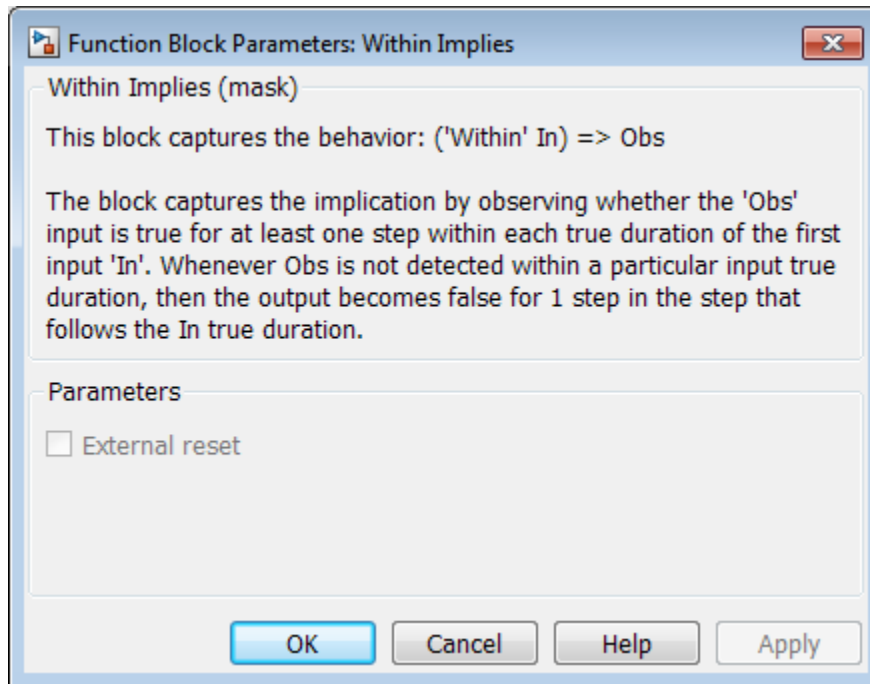 Function Block Parameters: Within Implies
Within Implies (mask)
This block captures the behavior: ('Within' In) => Obs
The block captures the implication by observing whether the 'Obs'
input is true for at least one step within each true duration of the first
input 'In'. Whenever Obs is not detected within a particular input true
duration, then the output becomes false for 1 step in the step that
follows the In true duration.
Parameters
External reset
OK Cancel Help Apply